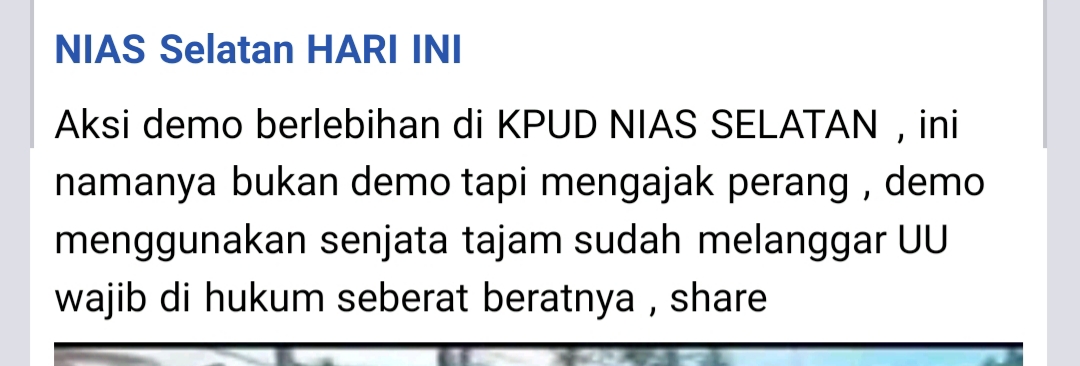 NIAS Selatan HARI INI
Aksi demo berlebihan di KPUD NIAS SELATAN , ini
namanya bukan demo tapi mengajak perang , demo
menggunakan senjata tajam sudah melanggar UU
wajib di hukum seberat beratnya , share